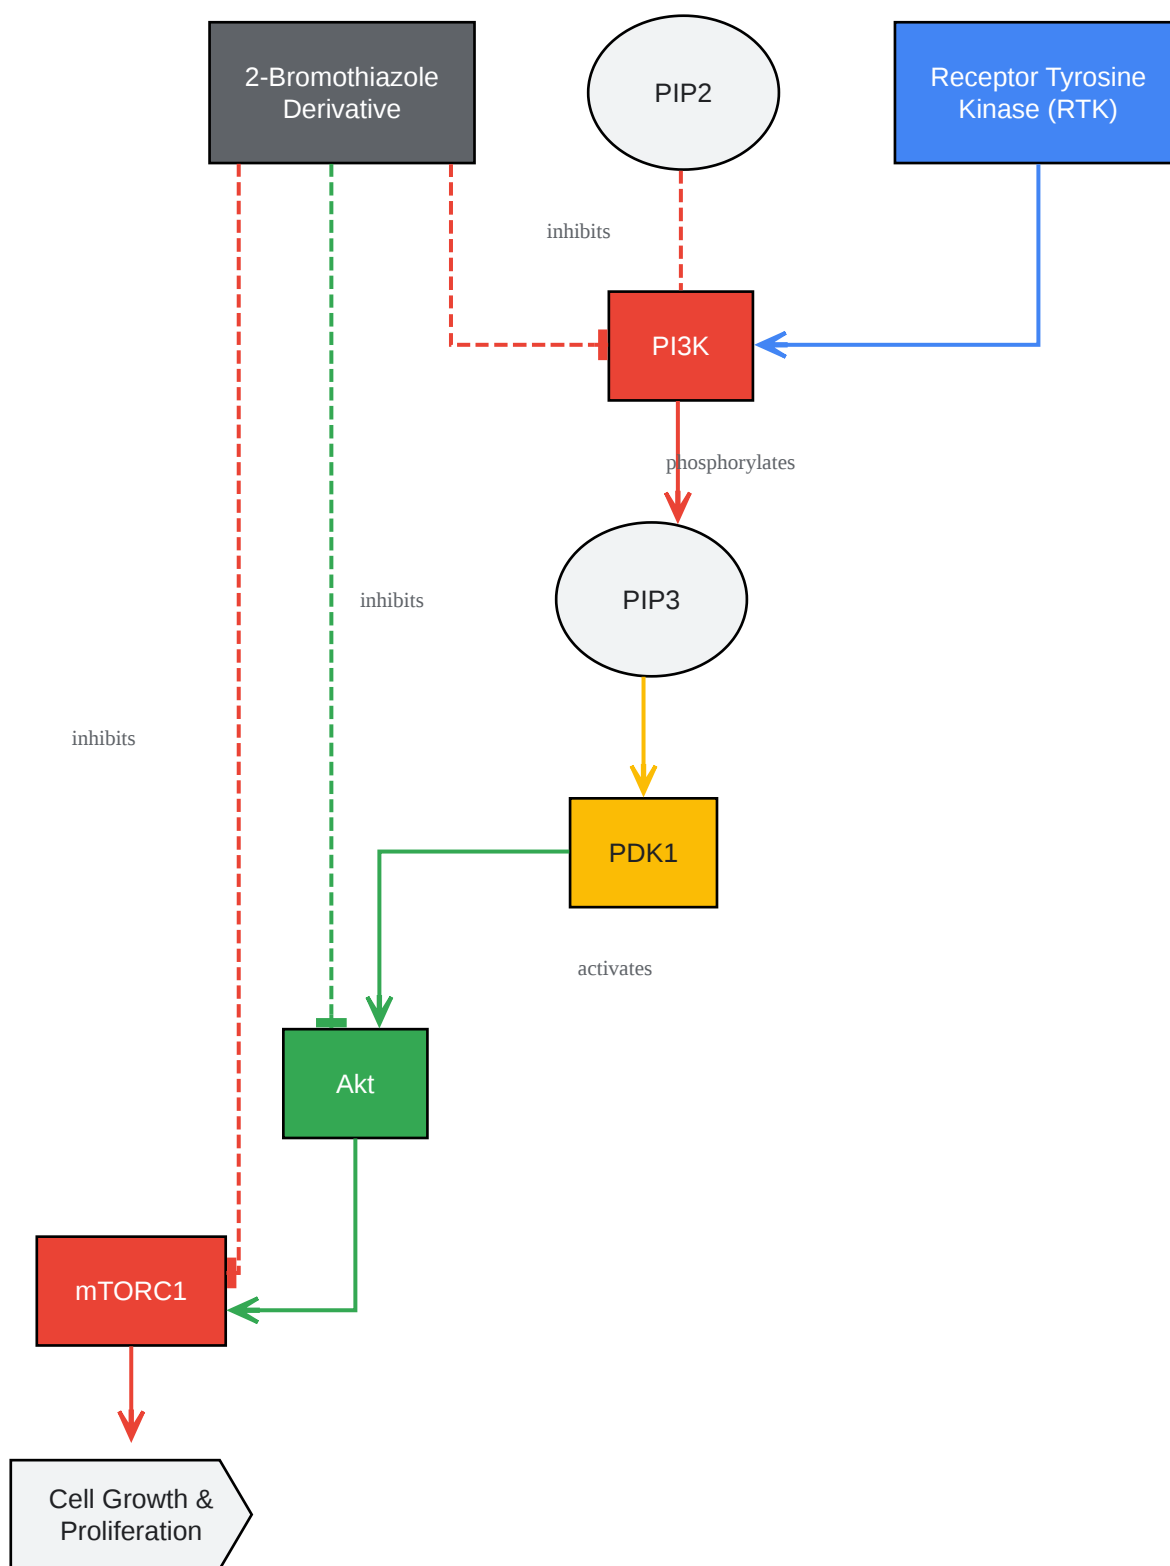 2-Bromothiazole
Derivative
PIP2
Receptor Tyrosine
Kinase (RTK)
inhibits
PI3K
phosphorylates
PIP3
inhibits
inhibits
PDK1
activates
Akt
mTORC1
Cell Growth &
Proliferation